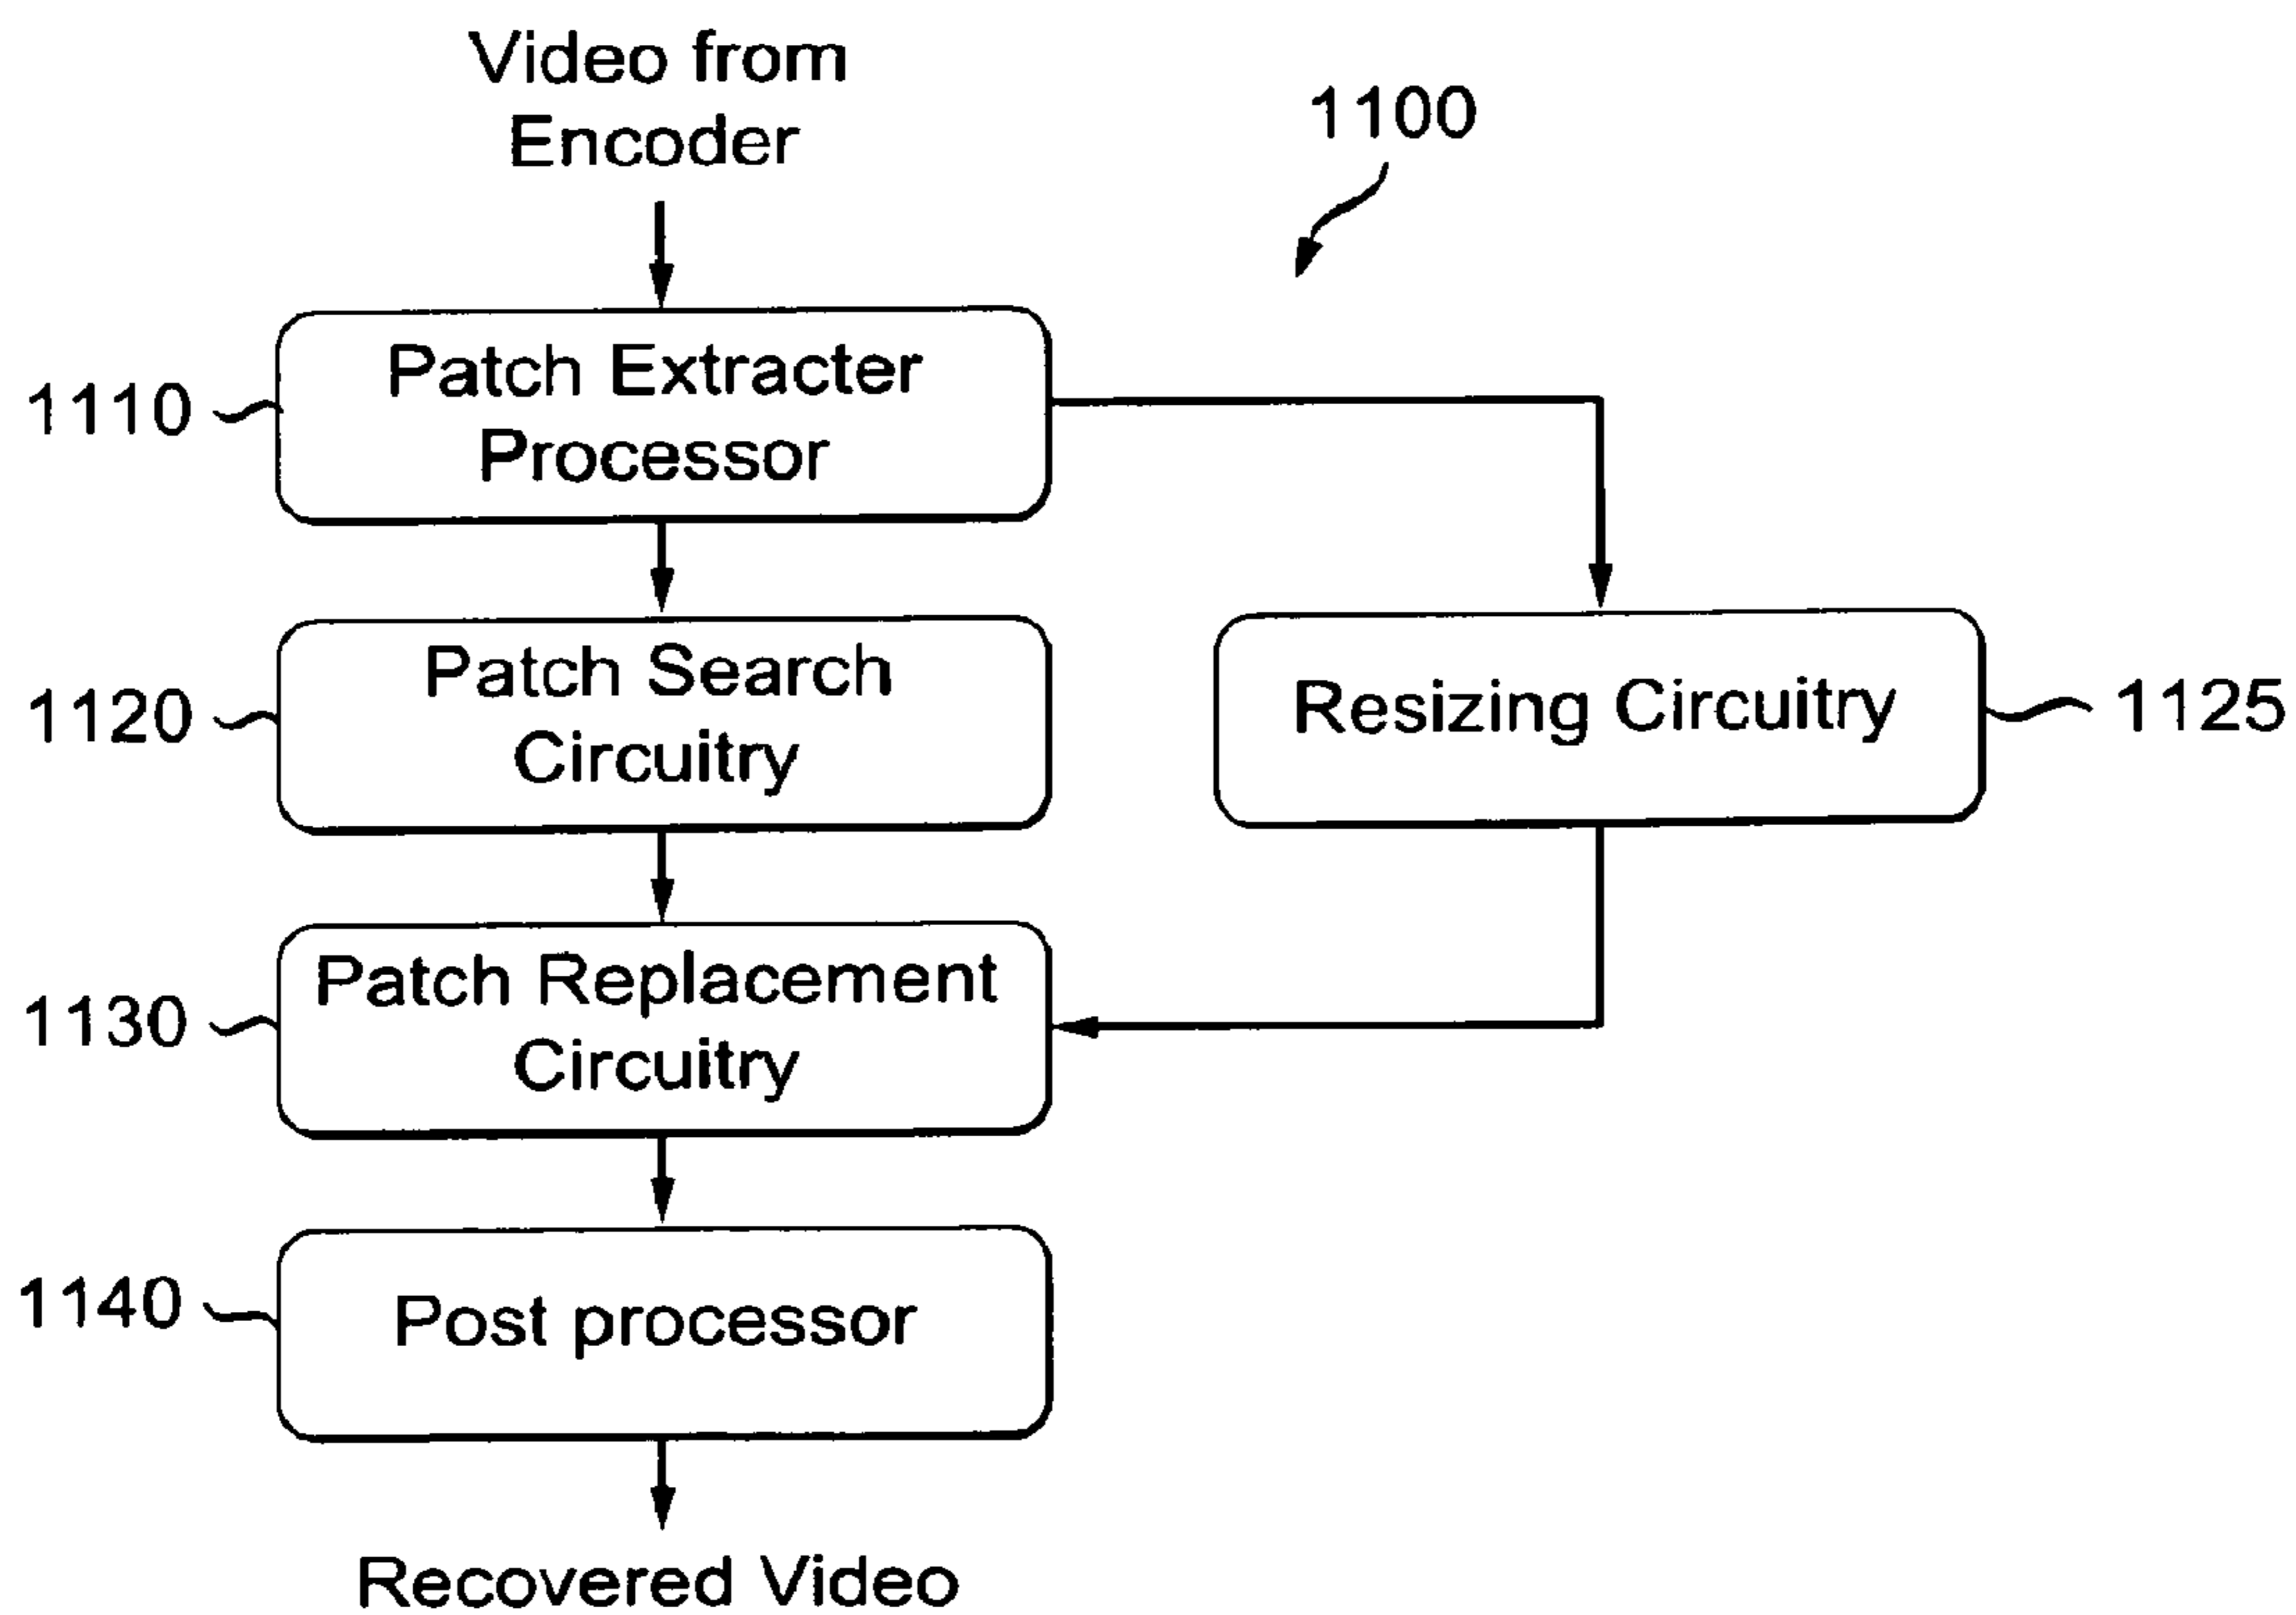 Video from
Encoder
1100
Patch Extracter
Processor
1110
Patch Search
Circuitry
1120
Resizing Circuitry
1125
Patch Replacement
Circuitry
1130
Post processor
1140
Recovered Video